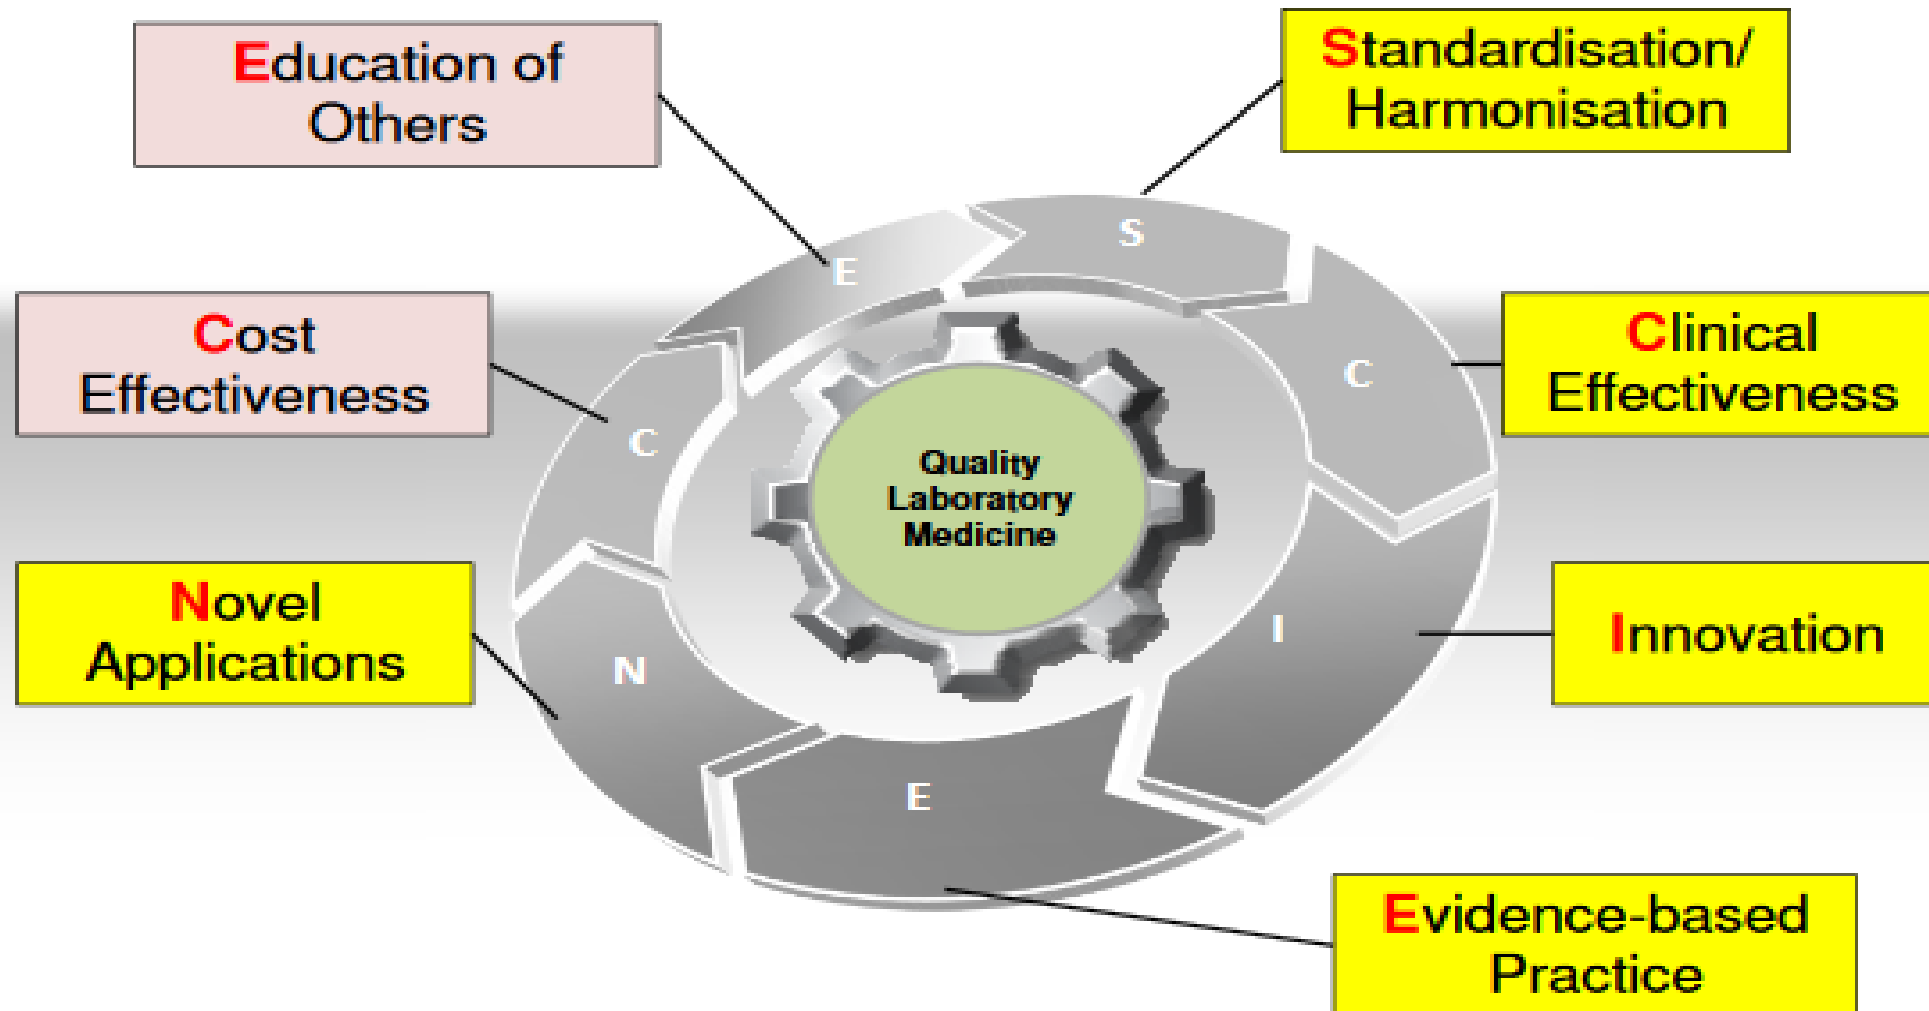 Education of
Others
Standardisation/
Harmonisation
E
S
Cost
Effectiveness
C
C
Clinical
Effectiveness
Quality
Laboratory
Medicine
Novel
Applications
N
I
Innovation
E
Evidence-based
Practice